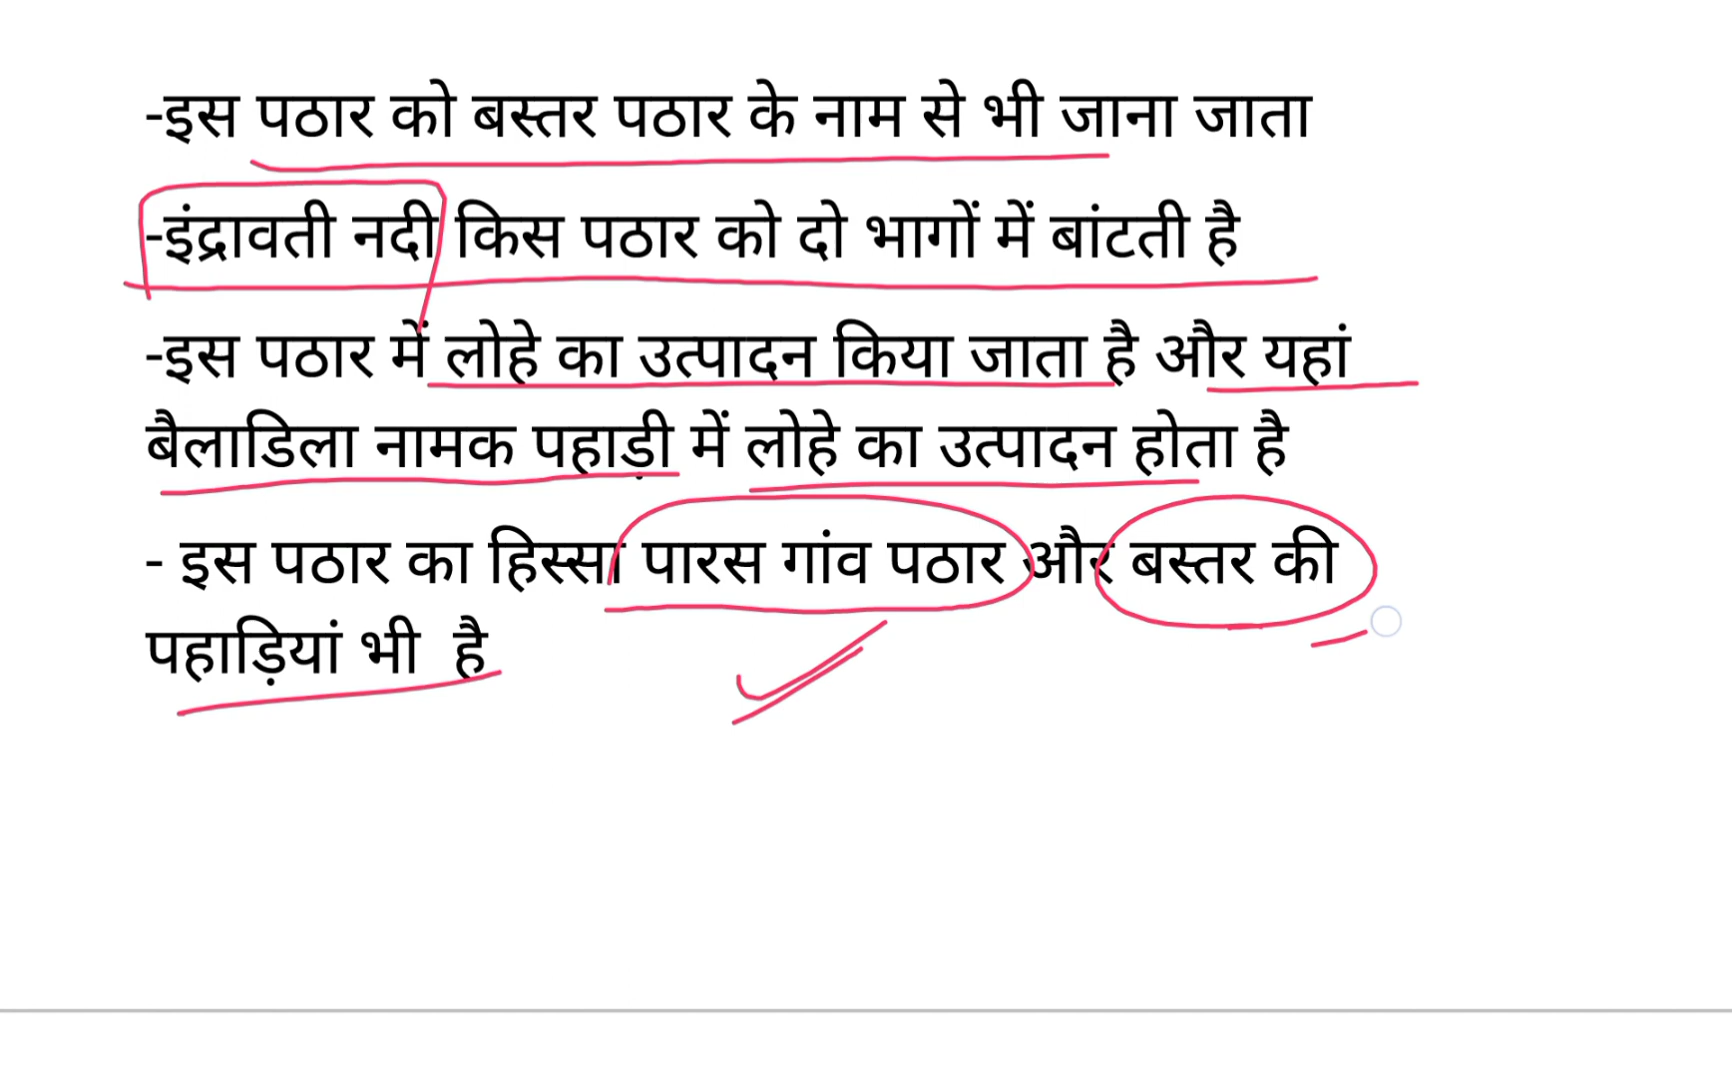 -इस पठार को बस्तर पठार के नाम से भी जाना जाता
-इंद्रावती नदी किस पठार को दो भागों में बांटती है
-इस पठार में लोहे का उत्पादन किया जाता है और यहां
बैलाडिला नामक पहाड़ी में लोहे का उत्पादन होता है
- इस पठार का हिस्सा पारस गांव पठार और बस्तर की
पहाड़ियां भी है